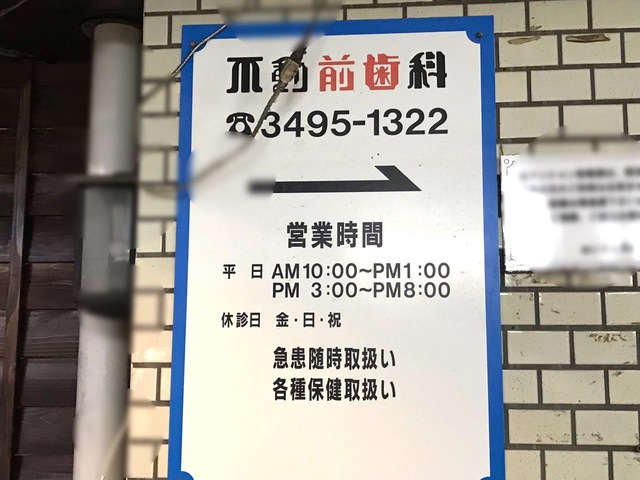 不動前歯科
☎3495-1322
営業時間
平 日 AM10:00~PM1:00
PM 3:00~PM8:00
休診日 金・日・祝
急患随時取扱い
各種保健取扱い